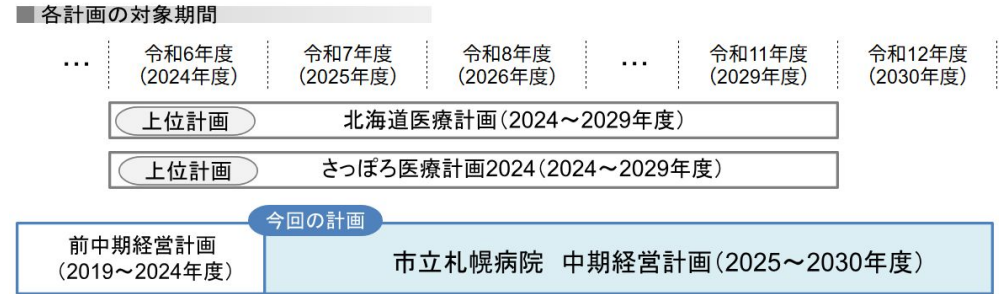 ■ 各計画の対象期間
… 令和6年度 令和7年度 令和8年度 … 令和11年度 令和12年度
(2024年度) (2025年度) (2026年度) (2029年度) (2030年度)
上位計画 北海道医療計画(2024～2029年度)
上位計画 さっぽろ医療計画2024(2024～2029年度)
今回の計画
前中期経営計画
(2019～2024年度)
市立札幌病院 中期経営計画(2025～2030年度)